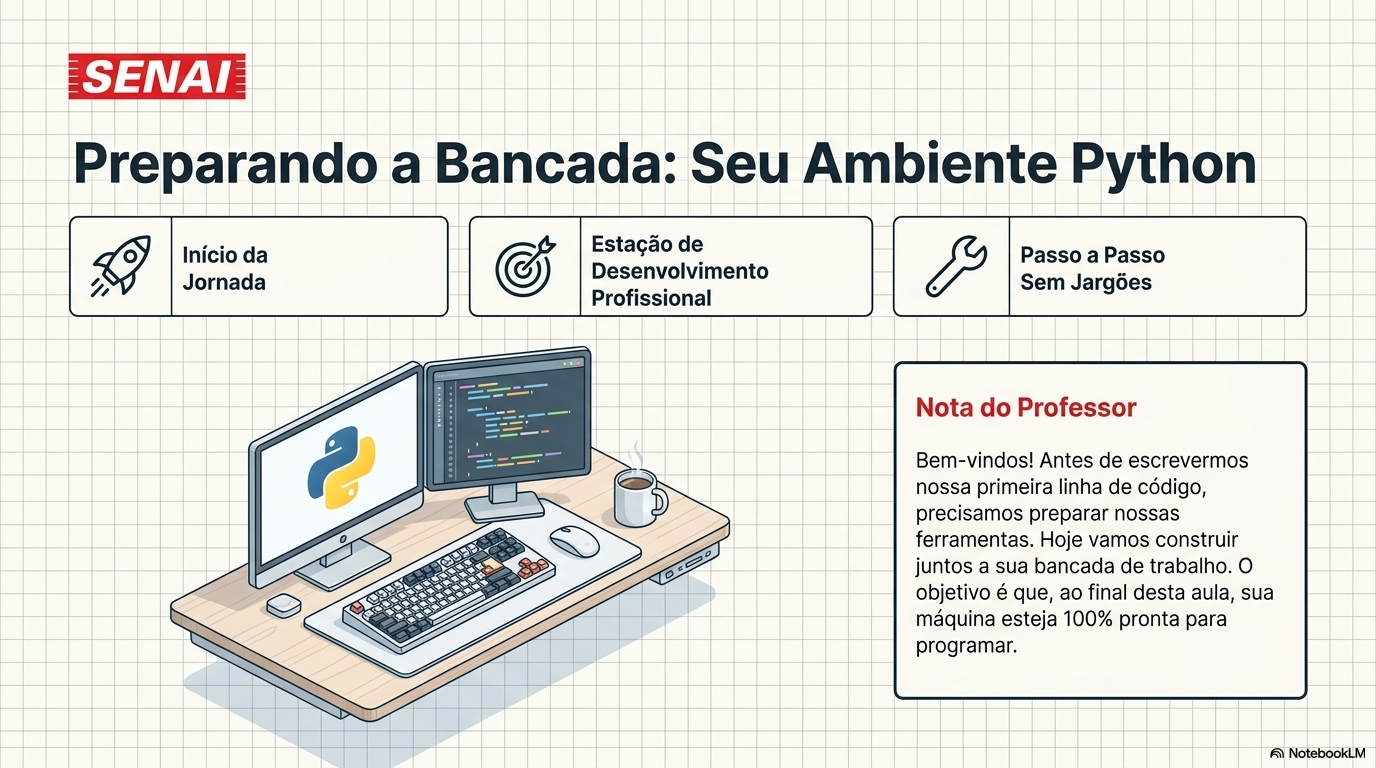 SENAI
Preparando a Bancada: Seu Ambiente Python
Início da
Jornada
Estação de
Desenvolvimento
Profissional
Passo a Passo
Sem Jargões
Nota do Professor
Bem-vindos! Antes de escrevermos
nossa primeira linha de código,
precisamos preparar nossas
ferramentas. Hoje vamos construir
juntos a sua bancada de trabalho. O
objetivo é que, ao final desta aula, sua
máquina esteja 100% pronta para
programar.
NotebookLM